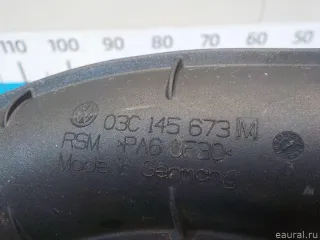 110 100 90 80 70 60 50
03C 145 673 M
RSM >PA6 GF30<
Made in Germany
eaural.ru